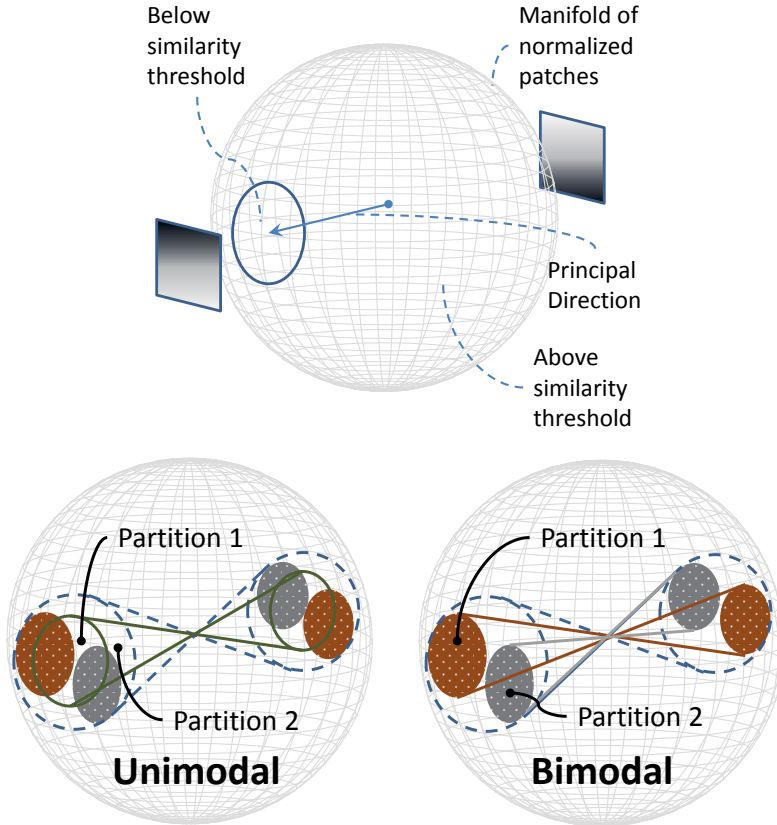 Below
similarity
threshold
Manifold of
normalized
patches
Principal
Direction
Above
similarity
threshold
Partition 1
Partition 2
Unimodal
Partition 1
Partition 2
Bimodal